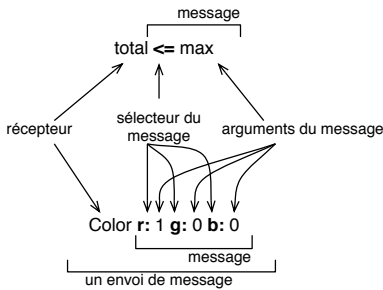 message
total <= max
récepteur
sélecteur du
message
arguments du message
Color r: 1 g: 0 b: 0
message
un envoi de message